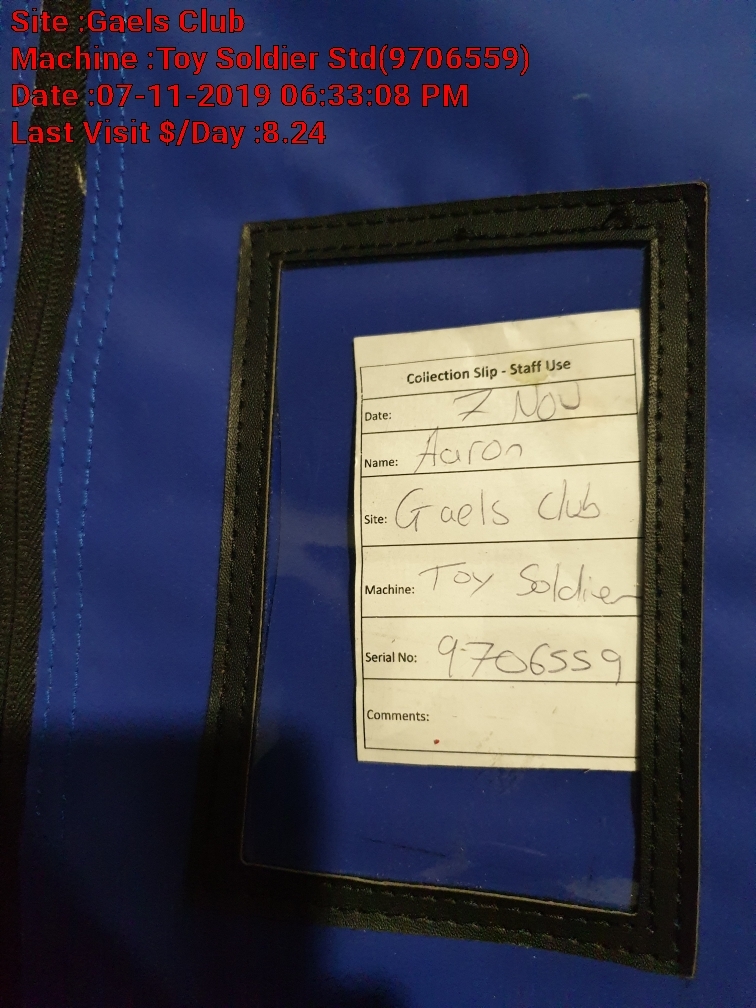 Site :Gaels Club
Machine :Toy Soldier Std(9706559)
Date :07-11-2019 06:33:08 PM
Last Visit $/Day :8.24
Collection Slip - Staff Use
Date: 7 Nov
Name: Aaron
Site: Gaels Club
Machine: Toy Soldier
Serial No: 9706559
Comments: